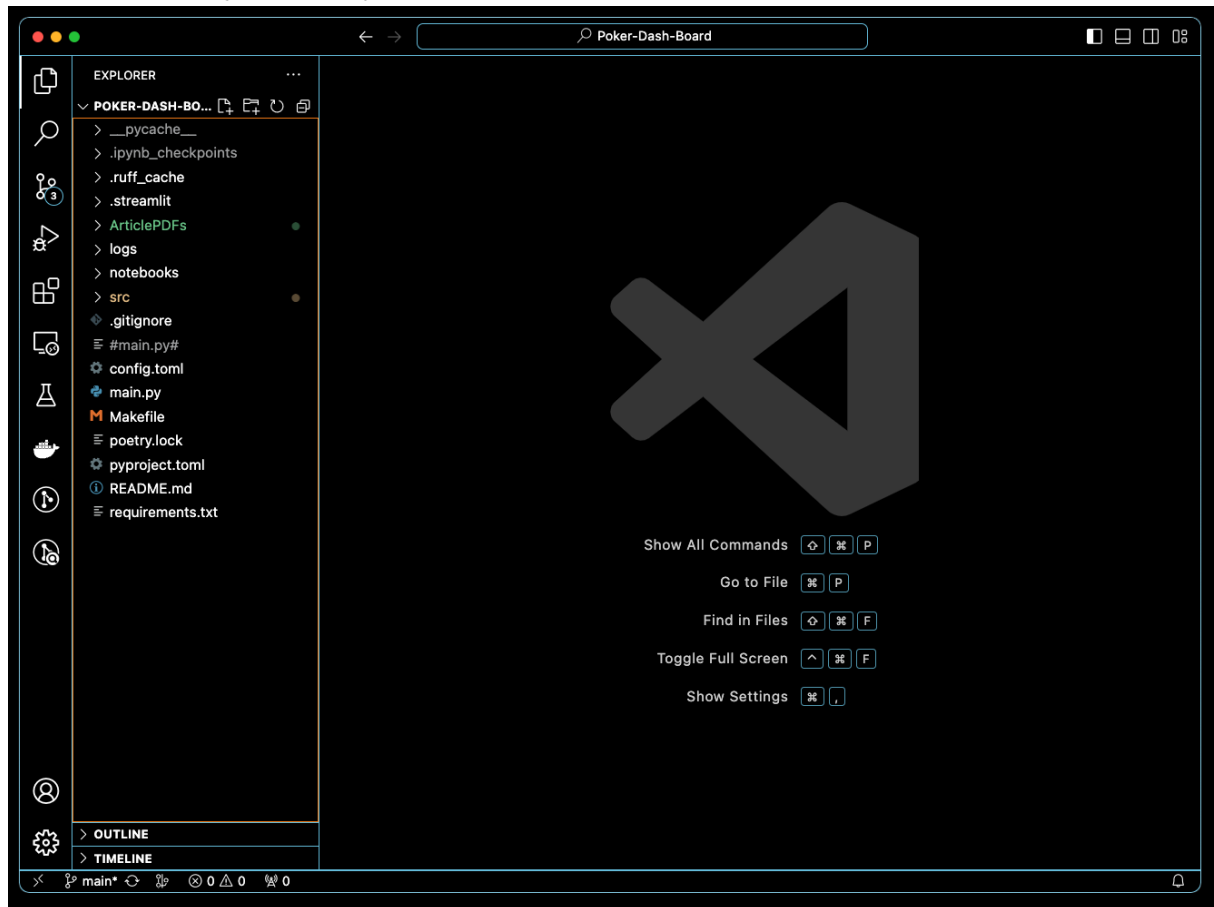 Poker-Dash-Board
EXPLORER
POKER-DASH-BO...
__pycache__
.ipynb_checkpoints
.ruff_cache
.streamlit
ArticlePDFs
logs
notebooks
src
.gitignore
#main.py#
config.toml
main.py
M Makefile
poetry.lock
pyproject.toml
README.md
requirements.txt
3
Show All Commands ⇧ ⌘ P
Go to File ⌘ P
Find in Files ⇧ ⌘ F
Toggle Full Screen ^ ⌘ F
Show Settings ⌘ ,
OUTLINE
TIMELINE
main* 0 0 0